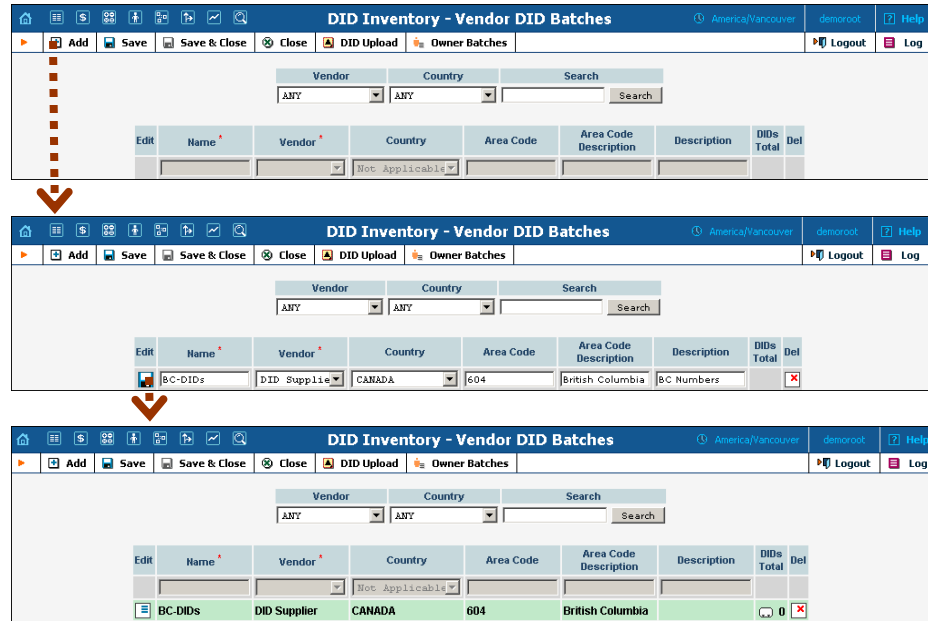 DID Inventory - Vendor DID Batches America/Vancouver demoroot ? Help
Add Save Save & Close Close DID Upload Owner Batches Logout Log
Vendor Country Search
ANY ANY Search
Edit Name * Vendor * Country Area Code Area Code Description Description DIDs Total Del
Not Applicable
DID Inventory - Vendor DID Batches America/Vancouver demoroot ? Help
Add Save Save & Close Close DID Upload Owner Batches Logout Log
Vendor Country Search
ANY ANY Search
Edit Name * Vendor * Country Area Code Area Code Description Description DIDs Total Del
BC-DIDs DID Supplie CANADA 604 British Columbia BC Numbers
DID Inventory - Vendor DID Batches America/Vancouver demoroot ? Help
Add Save Save & Close Close DID Upload Owner Batches Logout Log
Vendor Country Search
ANY ANY Search
Edit Name * Vendor * Country Area Code Area Code Description Description DIDs Total Del
Not Applicable
BC-DIDs DID Supplier CANADA 604 British Columbia 0